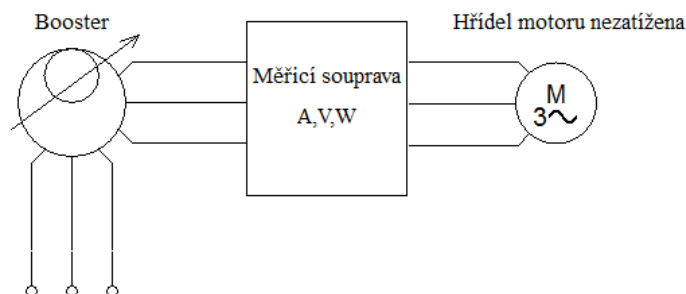 Booster
Hřídel motoru nezatížena
Měřicí souprava
A,V,W
M
3~